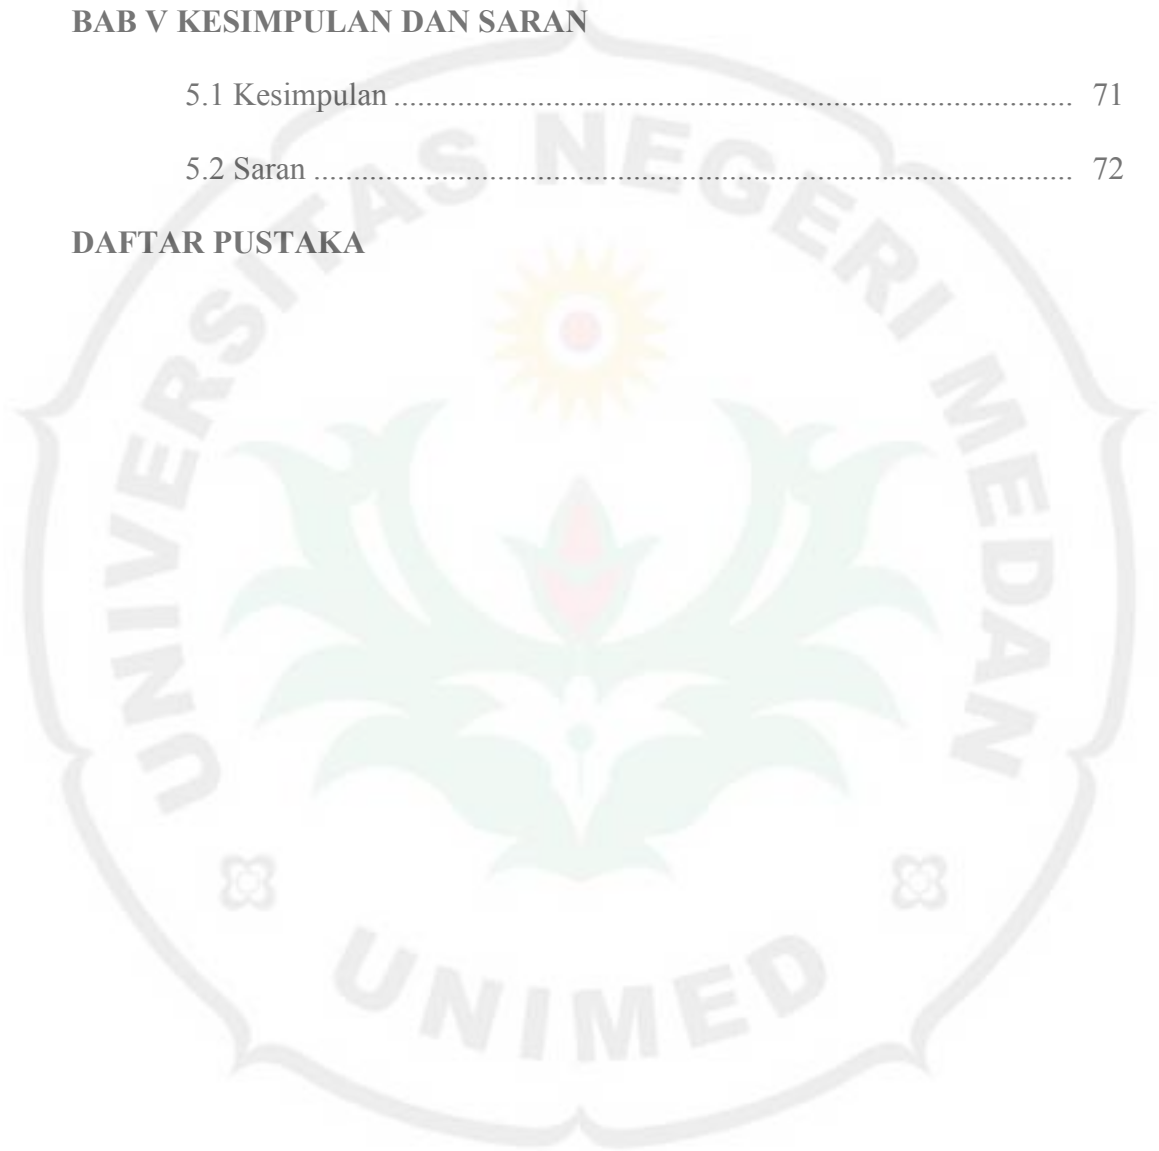 BAB V KESIMPULAN DAN SARAN
5.1 Kesimpulan ........................................................................................ 71
5.2 Saran .................................................................................................. 72
DAFTAR PUSTAKA
UNIVERSITAS NEGERI MEDAN
UNIMED